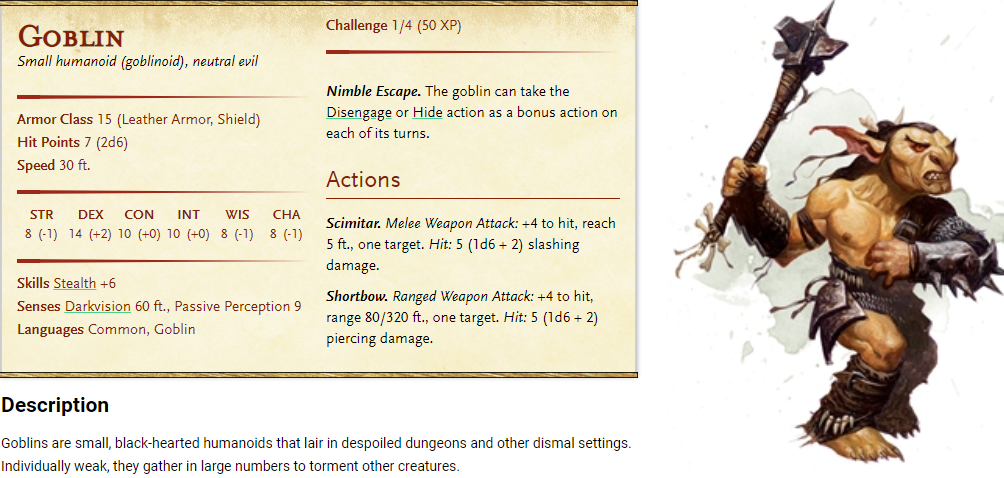 Goblin
Small humanoid (goblinoid), neutral evil
Armor Class 15 (Leather Armor, Shield)
Hit Points 7 (2d6)
Speed 30 ft.
STR DEX CON INT WIS CHA
8 (-1) 14 (+2) 10 (+0) 10 (+0) 8 (-1) 8 (-1)
Skills Stealth +6
Senses Darkvision 60 ft., Passive Perception 9
Languages Common, Goblin
Challenge 1/4 (50 XP)
Nimble Escape. The goblin can take the
Disengage or Hide action as a bonus action on
each of its turns.
Actions
Scimitar. Melee Weapon Attack: +4 to hit, reach
5 ft., one target. Hit: 5 (1d6 + 2) slashing
damage.
Shortbow. Ranged Weapon Attack: +4 to hit,
range 80/320 ft., one target. Hit: 5 (1d6 + 2)
piercing damage.
Description
Goblins are small, black-hearted humanoids that lair in despoiled dungeons and other dismal settings.
Individually weak, they gather in large numbers to torment other creatures.